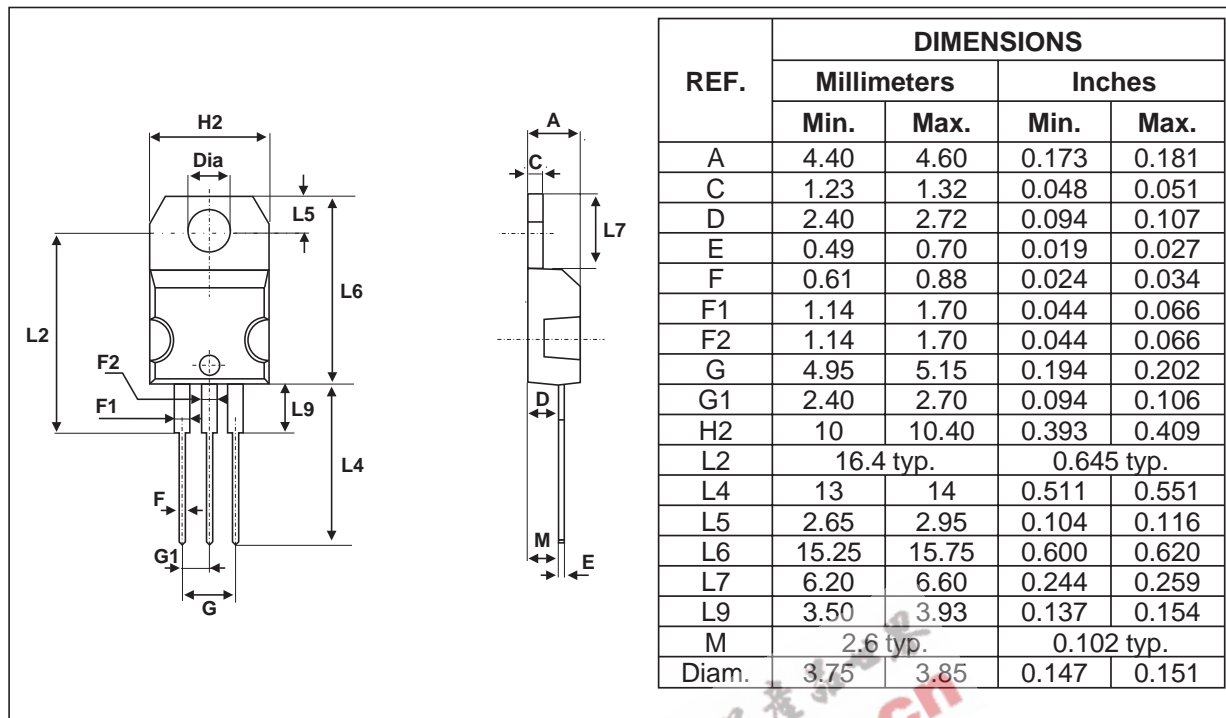 H2
Dia
L5
L6
L2
F2
F1
L9
L4
F
G1
G
A
C
L7
D
M
E
REF. DIMENSIONS
Millimeters Inches
Min. Max. Min. Max.
A 4.40 4.60 0.173 0.181
C 1.23 1.32 0.048 0.051
D 2.40 2.72 0.094 0.107
E 0.49 0.70 0.019 0.027
F 0.61 0.88 0.024 0.034
F1 1.14 1.70 0.044 0.066
F2 1.14 1.70 0.044 0.066
G 4.95 5.15 0.194 0.202
G1 2.40 2.70 0.094 0.106
H2 10 10.40 0.393 0.409
L2 16.4 typ. 0.645 typ.
L4 13 14 0.511 0.551
L5 2.65 2.95 0.104 0.116
L6 15.25 15.75 0.600 0.620
L7 6.20 6.60 0.244 0.259
L9 3.50 3.93 0.137 0.154
M 2.6 typ. 0.102 typ.
Diam. 3.75 3.85 0.147 0.151
.cn